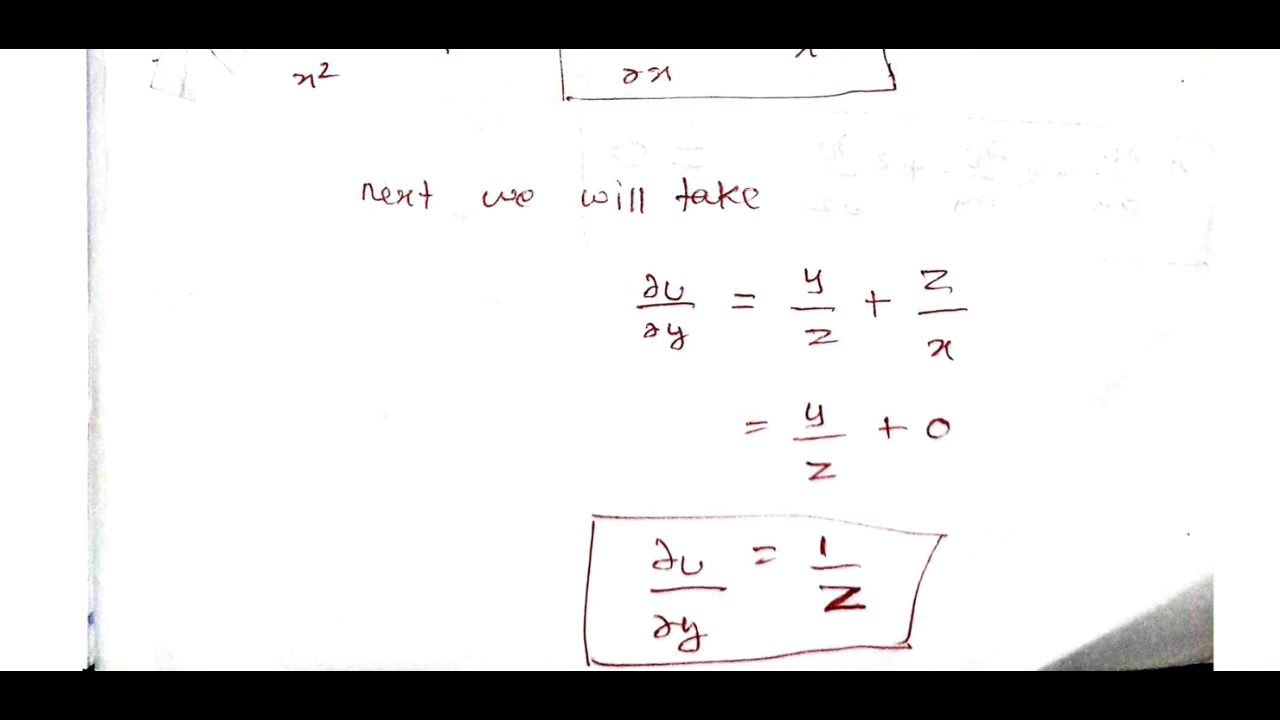 x²
∂x
x
next we will take
∂u/∂y = y/z + z/x
= y/z + 0
∂u/∂y = 1/z